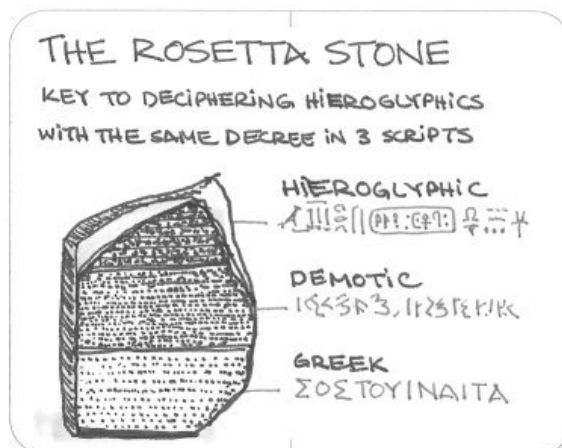 THE ROSETTA STONE
KEY TO DECIPHERING HIEROGLYPHICS
WITH THE SAME DECREE IN 3 SCRIPTS
HIEROGLYPHIC
DEMOTIC
GREEK
ΣΟΣΤΟΥΙΝΑΙΤΑ